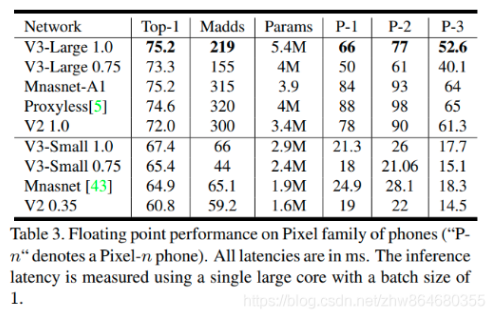 Network Top-1 Madds Params P-1 P-2 P-3
V3-Large 1.0 75.2 219 5.4M 66 77 52.6
V3-Large 0.75 73.3 155 4M 50 61 40.1
Mnasnet-A1 75.2 315 3.9 84 93 64
Proxyless[5] 74.6 320 4M 88 98 65
V2 1.0 72.0 300 3.4M 78 90 61.3
V3-Small 1.0 67.4 66 2.9M 21.3 26 17.7
V3-Small 0.75 65.4 44 2.4M 18 21.06 15.1
Mnasnet [43] 64.9 65.1 1.9M 24.9 28.1 18.3
V2 0.35 60.8 59.2 1.6M 19 22 14.5
Table 3. Floating point performance on Pixel family of phones (“P-
n“ denotes a Pixel-n phone). All latencies are in ms. The inference
latency is measured using a single large core with a batch size of
1.
https://blog.csdn.net/zhw864680355